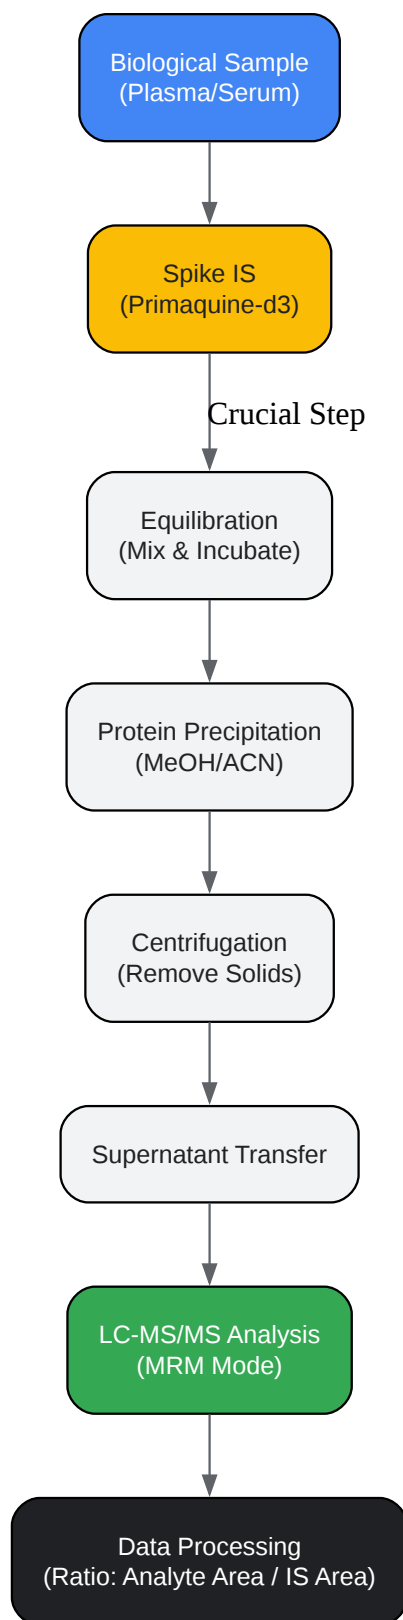 Biological Sample
(Plasma/Serum)
Spike IS
(Primaquine-d3)
Crucial Step
Equilibration
(Mix & Incubate)
Protein Precipitation
(MeOH/ACN)
Centrifugation
(Remove Solids)
Supernatant Transfer
LC-MS/MS Analysis
(MRM Mode)
Data Processing
(Ratio: Analyte Area / IS Area)